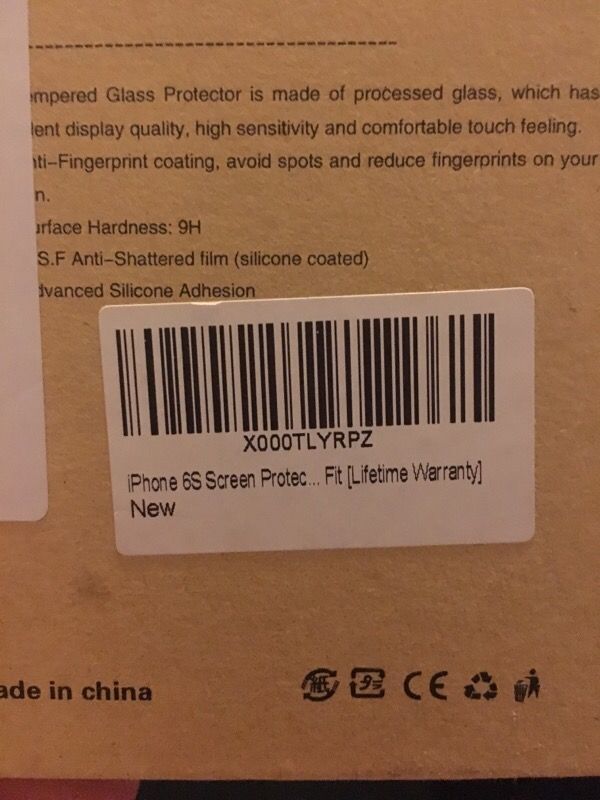 empered Glass Protector is made of processed glass, which has
lent display quality, high sensitivity and comfortable touch feeling.
nti-Fingerprint coating, avoid spots and reduce fingerprints on your
n.
urface Hardness: 9H
S.F Anti-Shattered film (silicone coated)
dvanced Silicone Adhesion
X000TLYRPZ
iPhone 6S Screen Protec... Fit [Lifetime Warranty]
New
ade in china
紙 CE